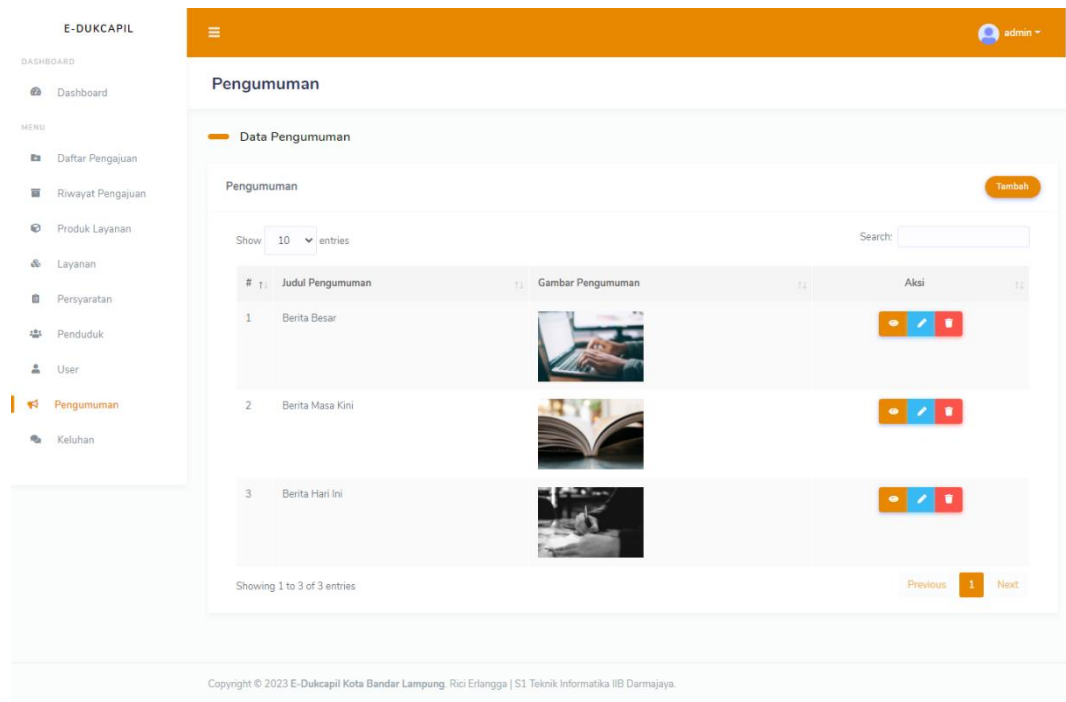 E-DUKCAPIL
admin
DASHBOARD
Dashboard
Pengumuman
MENU
Data Pengumuman
Daftar Pengajuan
Riwayat Pengajuan
Produk Layanan
Layanan
Persyaratan
Penduduk
User
Pengumuman
Keluhan
Pengumuman
Tambah
Show 10 entries
Search:
# Judul Pengumuman Gambar Pengumuman Aksi
1 Berita Besar
2 Berita Masa Kini
3 Berita Hari Ini
Showing 1 to 3 of 3 entries
Previous 1 Next
Copyright © 2023 E-Dukcapil Kota Bandar Lampung. Rici Erlangga | S1 Teknik Informatika IIB Darmajaya.